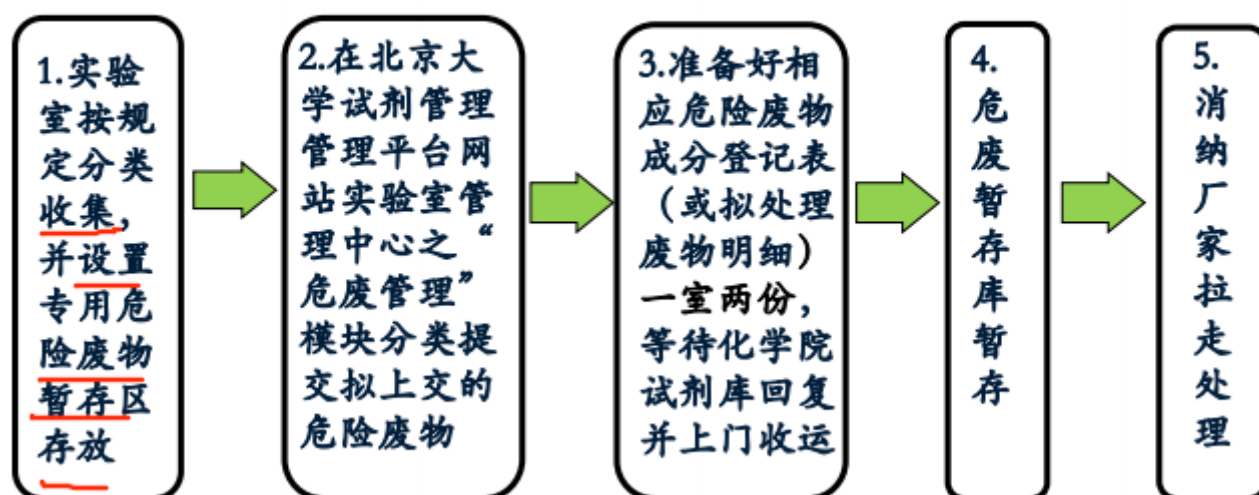 1.实验
室按规
定分类
收集，
并设置
专用危
险废物
暂存区
存放
2.在北京大
学试剂管理
管理平台网
站实验室管
理中心之“
危废管理”
模块分类提
交拟上交的
危险废物
3.准备好相
应危险废物
成分登记表
（或拟处理
废物明细）
一室两份，
等待化学院
试剂库回复
并上门收运
4.
危
废
暂
存
库
暂
存
5.
消
纳
厂
家
拉
走
处
理